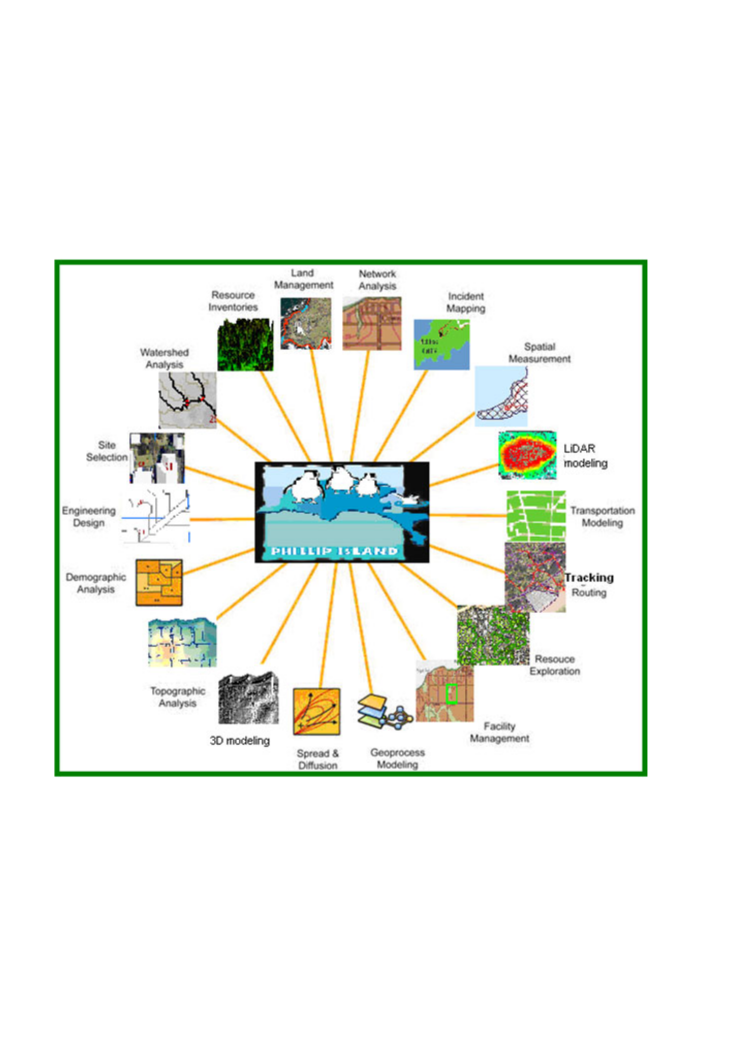 Land
Management
Network
Analysis
Resource
Inventories
Incident
Mapping
Watershed
Analysis
Spatial
Measurement
Site
Selection
LiDAR
modeling
Engineering
Design
Transportation
Modeling
PHILLIP ISLAND
Demographic
Analysis
Tracking
Routing
Resouce
Exploration
Topographic
Analysis
Facility
Management
3D modeling
Spread &
Diffusion
Geoprocess
Modeling